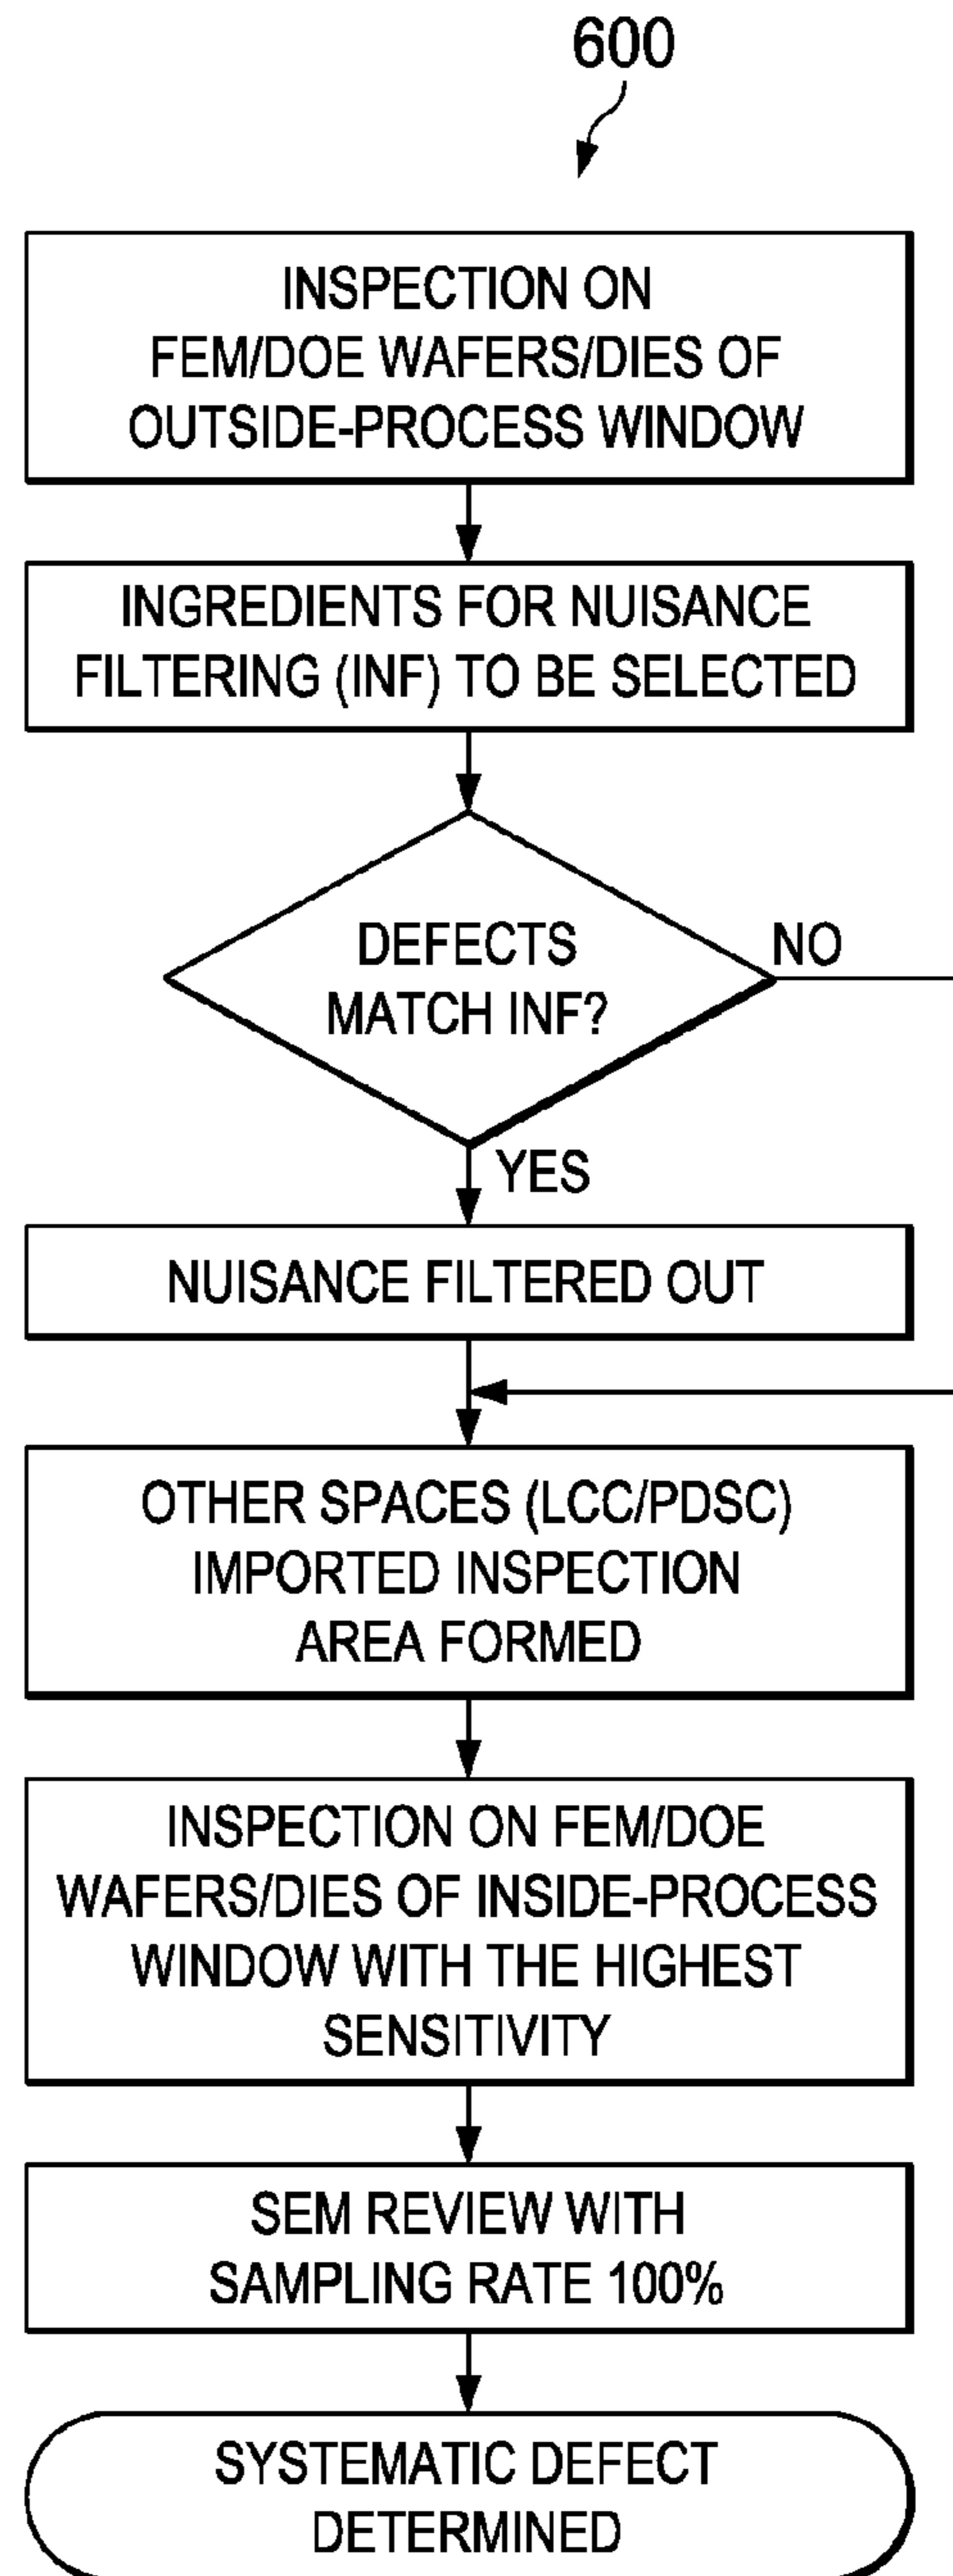 600
INSPECTION ON
FEM/DOE WAFERS/DIES OF
OUTSIDE-PROCESS WINDOW
INGREDIENTS FOR NUISANCE
FILTERING (INF) TO BE SELECTED
DEFECTS
MATCH INF?
NO
YES
NUISANCE FILTERED OUT
OTHER SPACES (LCC/PDSC)
IMPORTED INSPECTION
AREA FORMED
INSPECTION ON FEM/DOE
WAFERS/DIES OF INSIDE-PROCESS
WINDOW WITH THE HIGHEST
SENSITIVITY
SEM REVIEW WITH
SAMPLING RATE 100%
SYSTEMATIC DEFECT
DETERMINED